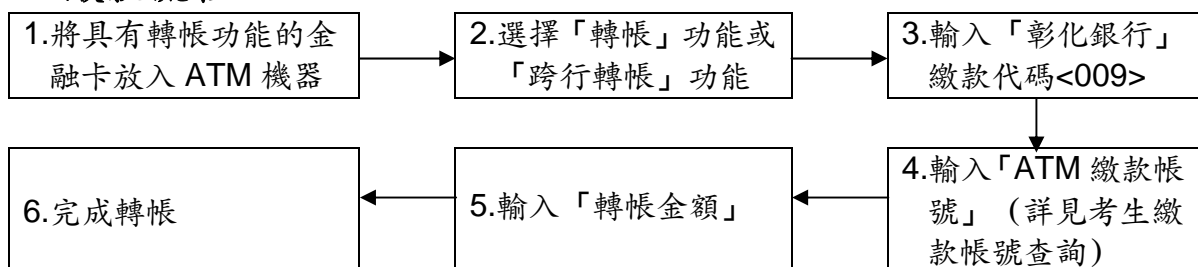 1.將具有轉帳功能的金
融卡放入 ATM 機器
2.選擇「轉帳」功能或
「跨行轉帳」功能
3.輸入「彰化銀行」
繳款代碼<009>
4.輸入「ATM 繳款帳
號」(詳見考生繳
款帳號查詢)
5.輸入「轉帳金額」
6.完成轉帳